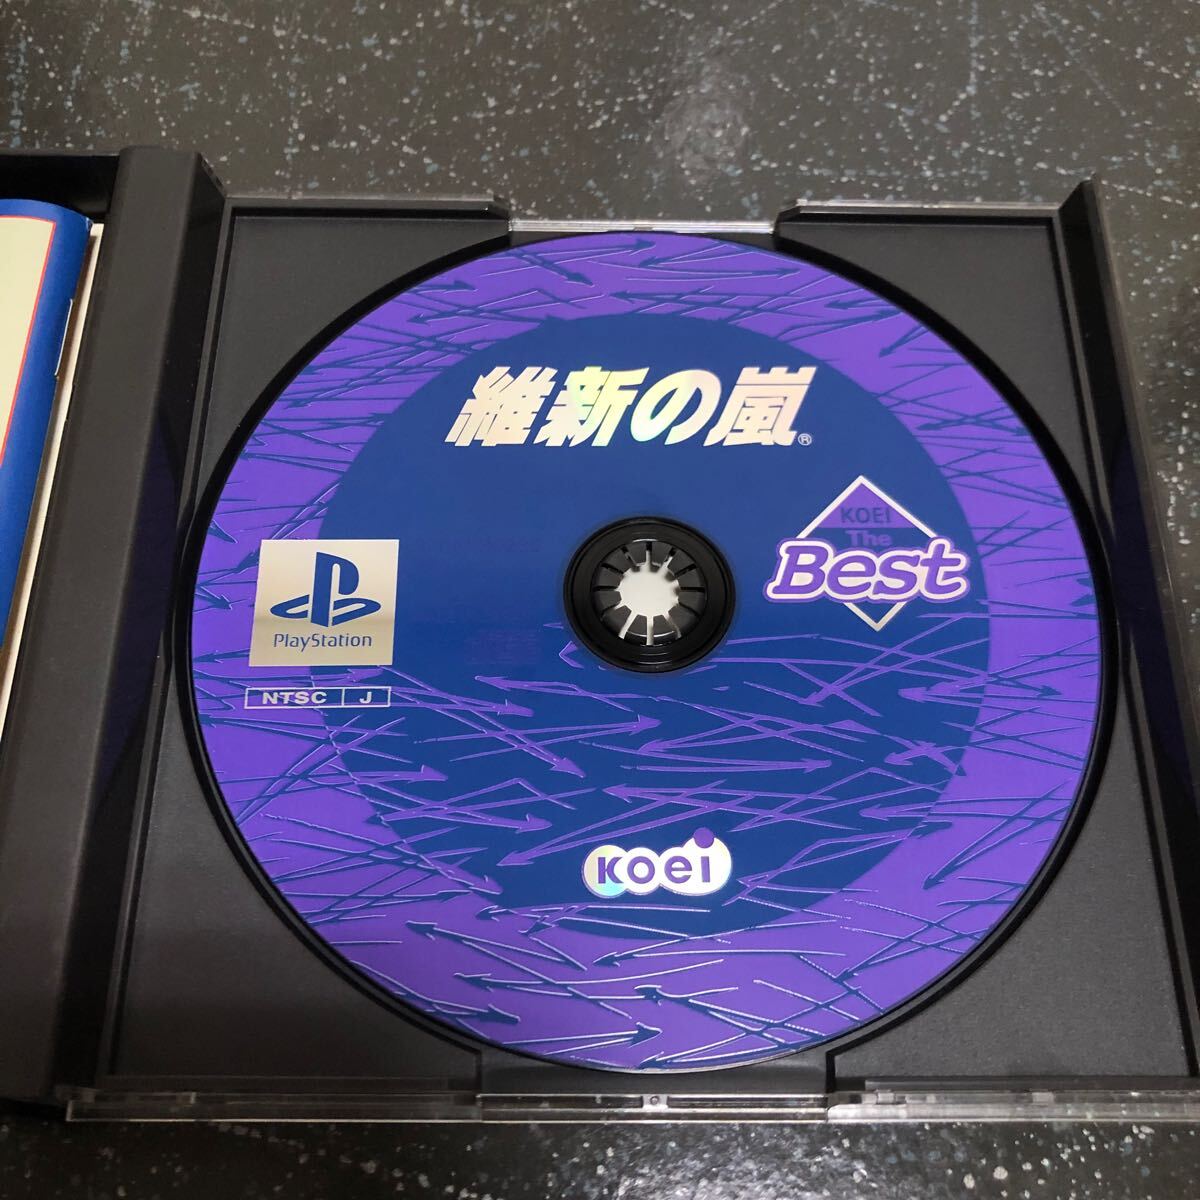 維新の嵐®
KOEI
The
Best
PlayStation
NTSC J
KOEI